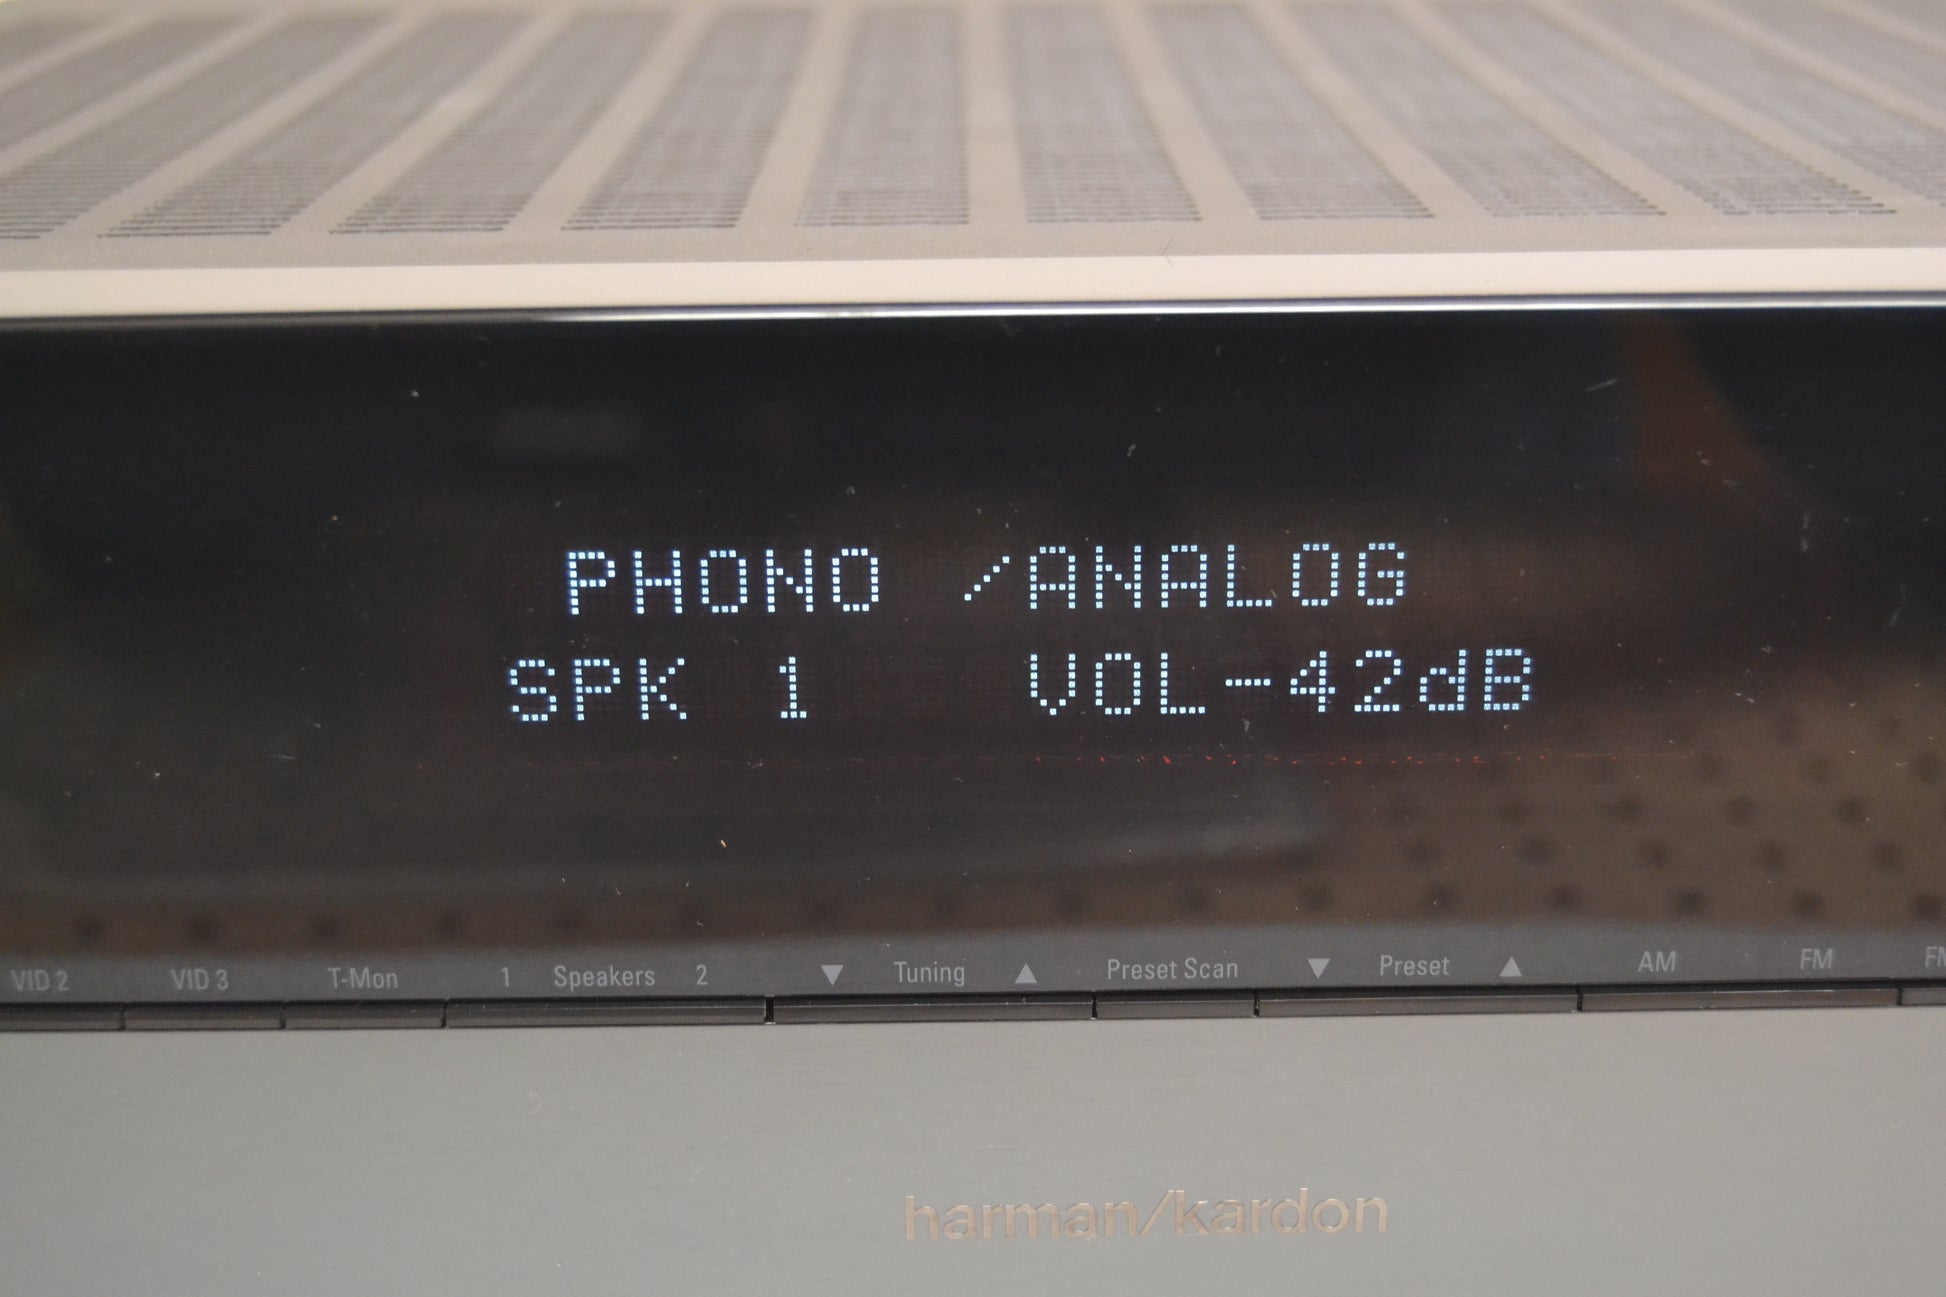 PHONO /ANALOG
SPK 1 VOL-42dB
VID 2 VID 3 T-Mon 1 Speakers 2 ▼ Tuning ▲ Preset Scan ▼ Preset ▲ AM FM
harman/kardon